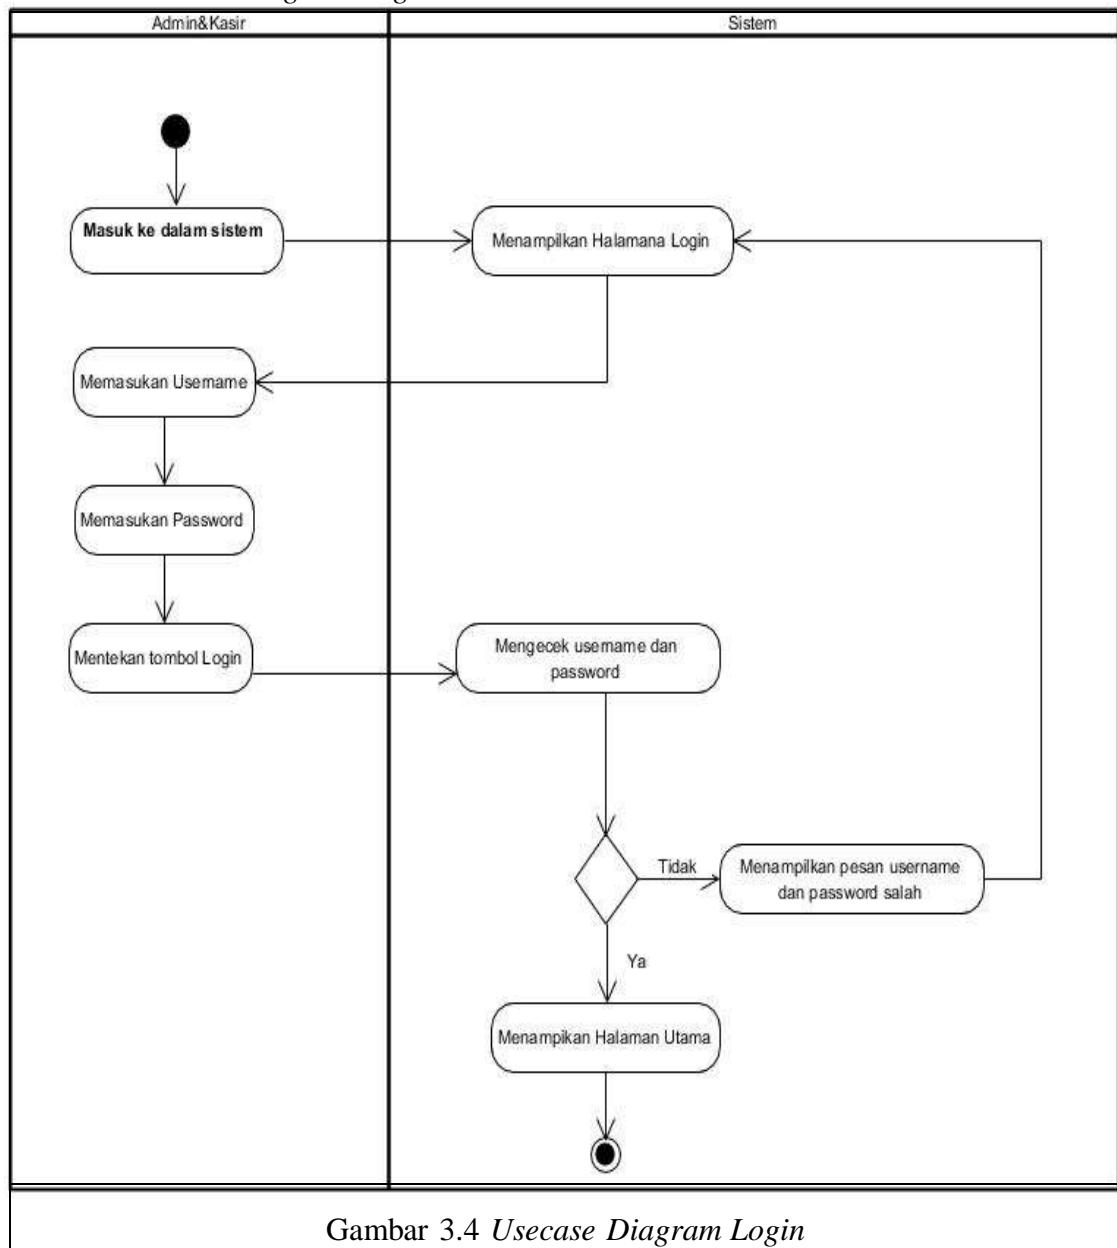 Admin&Kasir
Sistem
Masuk ke dalam sistem
Menampilkan Halamana Login
Memasukan Username
Memasukan Password
Mentekan tombol Login
Mengecek username dan
password
Tidak
Menampilkan pesan username
dan password salah
Ya
Menampikan Halaman Utama
Gambar 3.4 Usecase Diagram Login